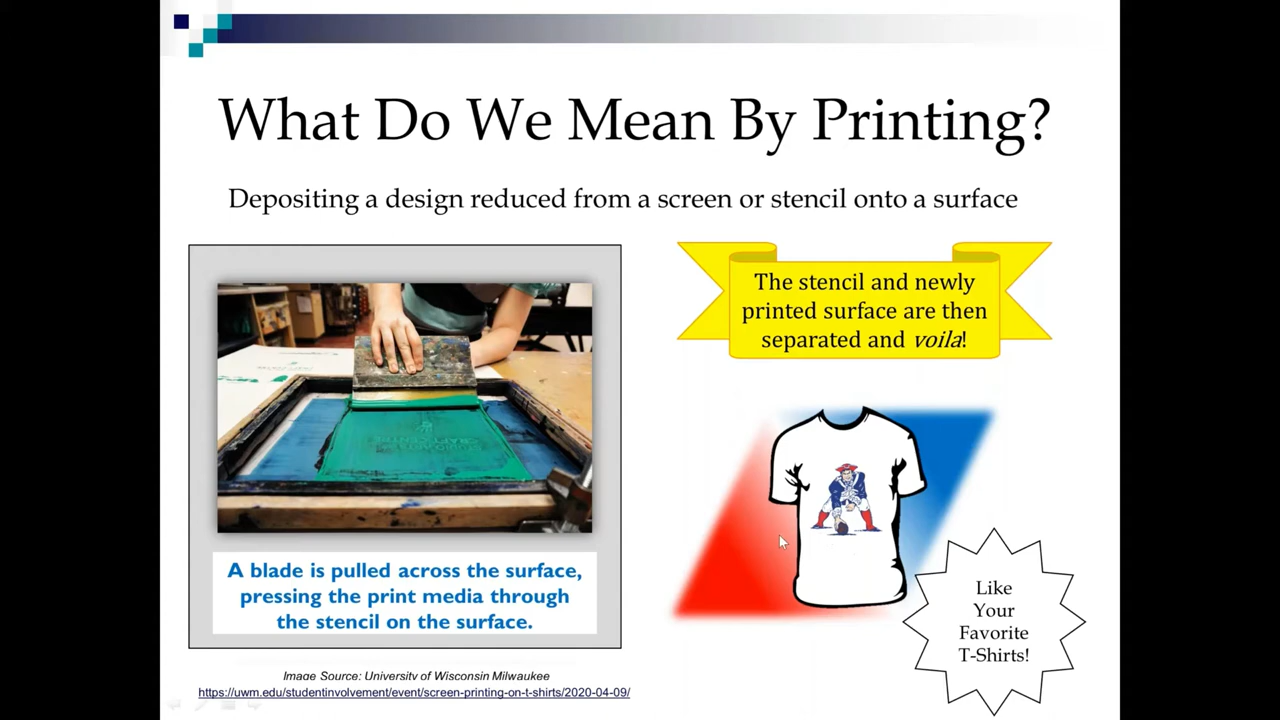 What Do We Mean By Printing?
Depositing a design reduced from a screen or stencil onto a surface
The stencil and newly
printed surface are then
separated and voila!
A blade is pulled across the surface,
pressing the print media through
the stencil on the surface.
Like
Your
Favorite
T-Shirts!
Image Source: University of Wisconsin Milwaukee
https://uwm.edu/studentinvolvement/event/screen-printing-on-t-shirts/2020-04-09/